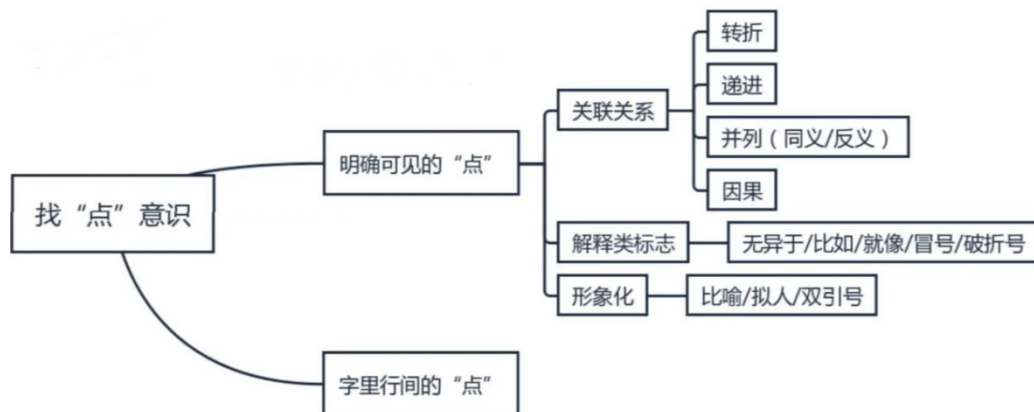 找“点”意识
明确可见的“点”
关联关系
转折
递进
并列（同义/反义）
因果
解释类标志
无异于/比如/就像/冒号/破折号
形象化
比喻/拟人/双引号
字里行间的“点”